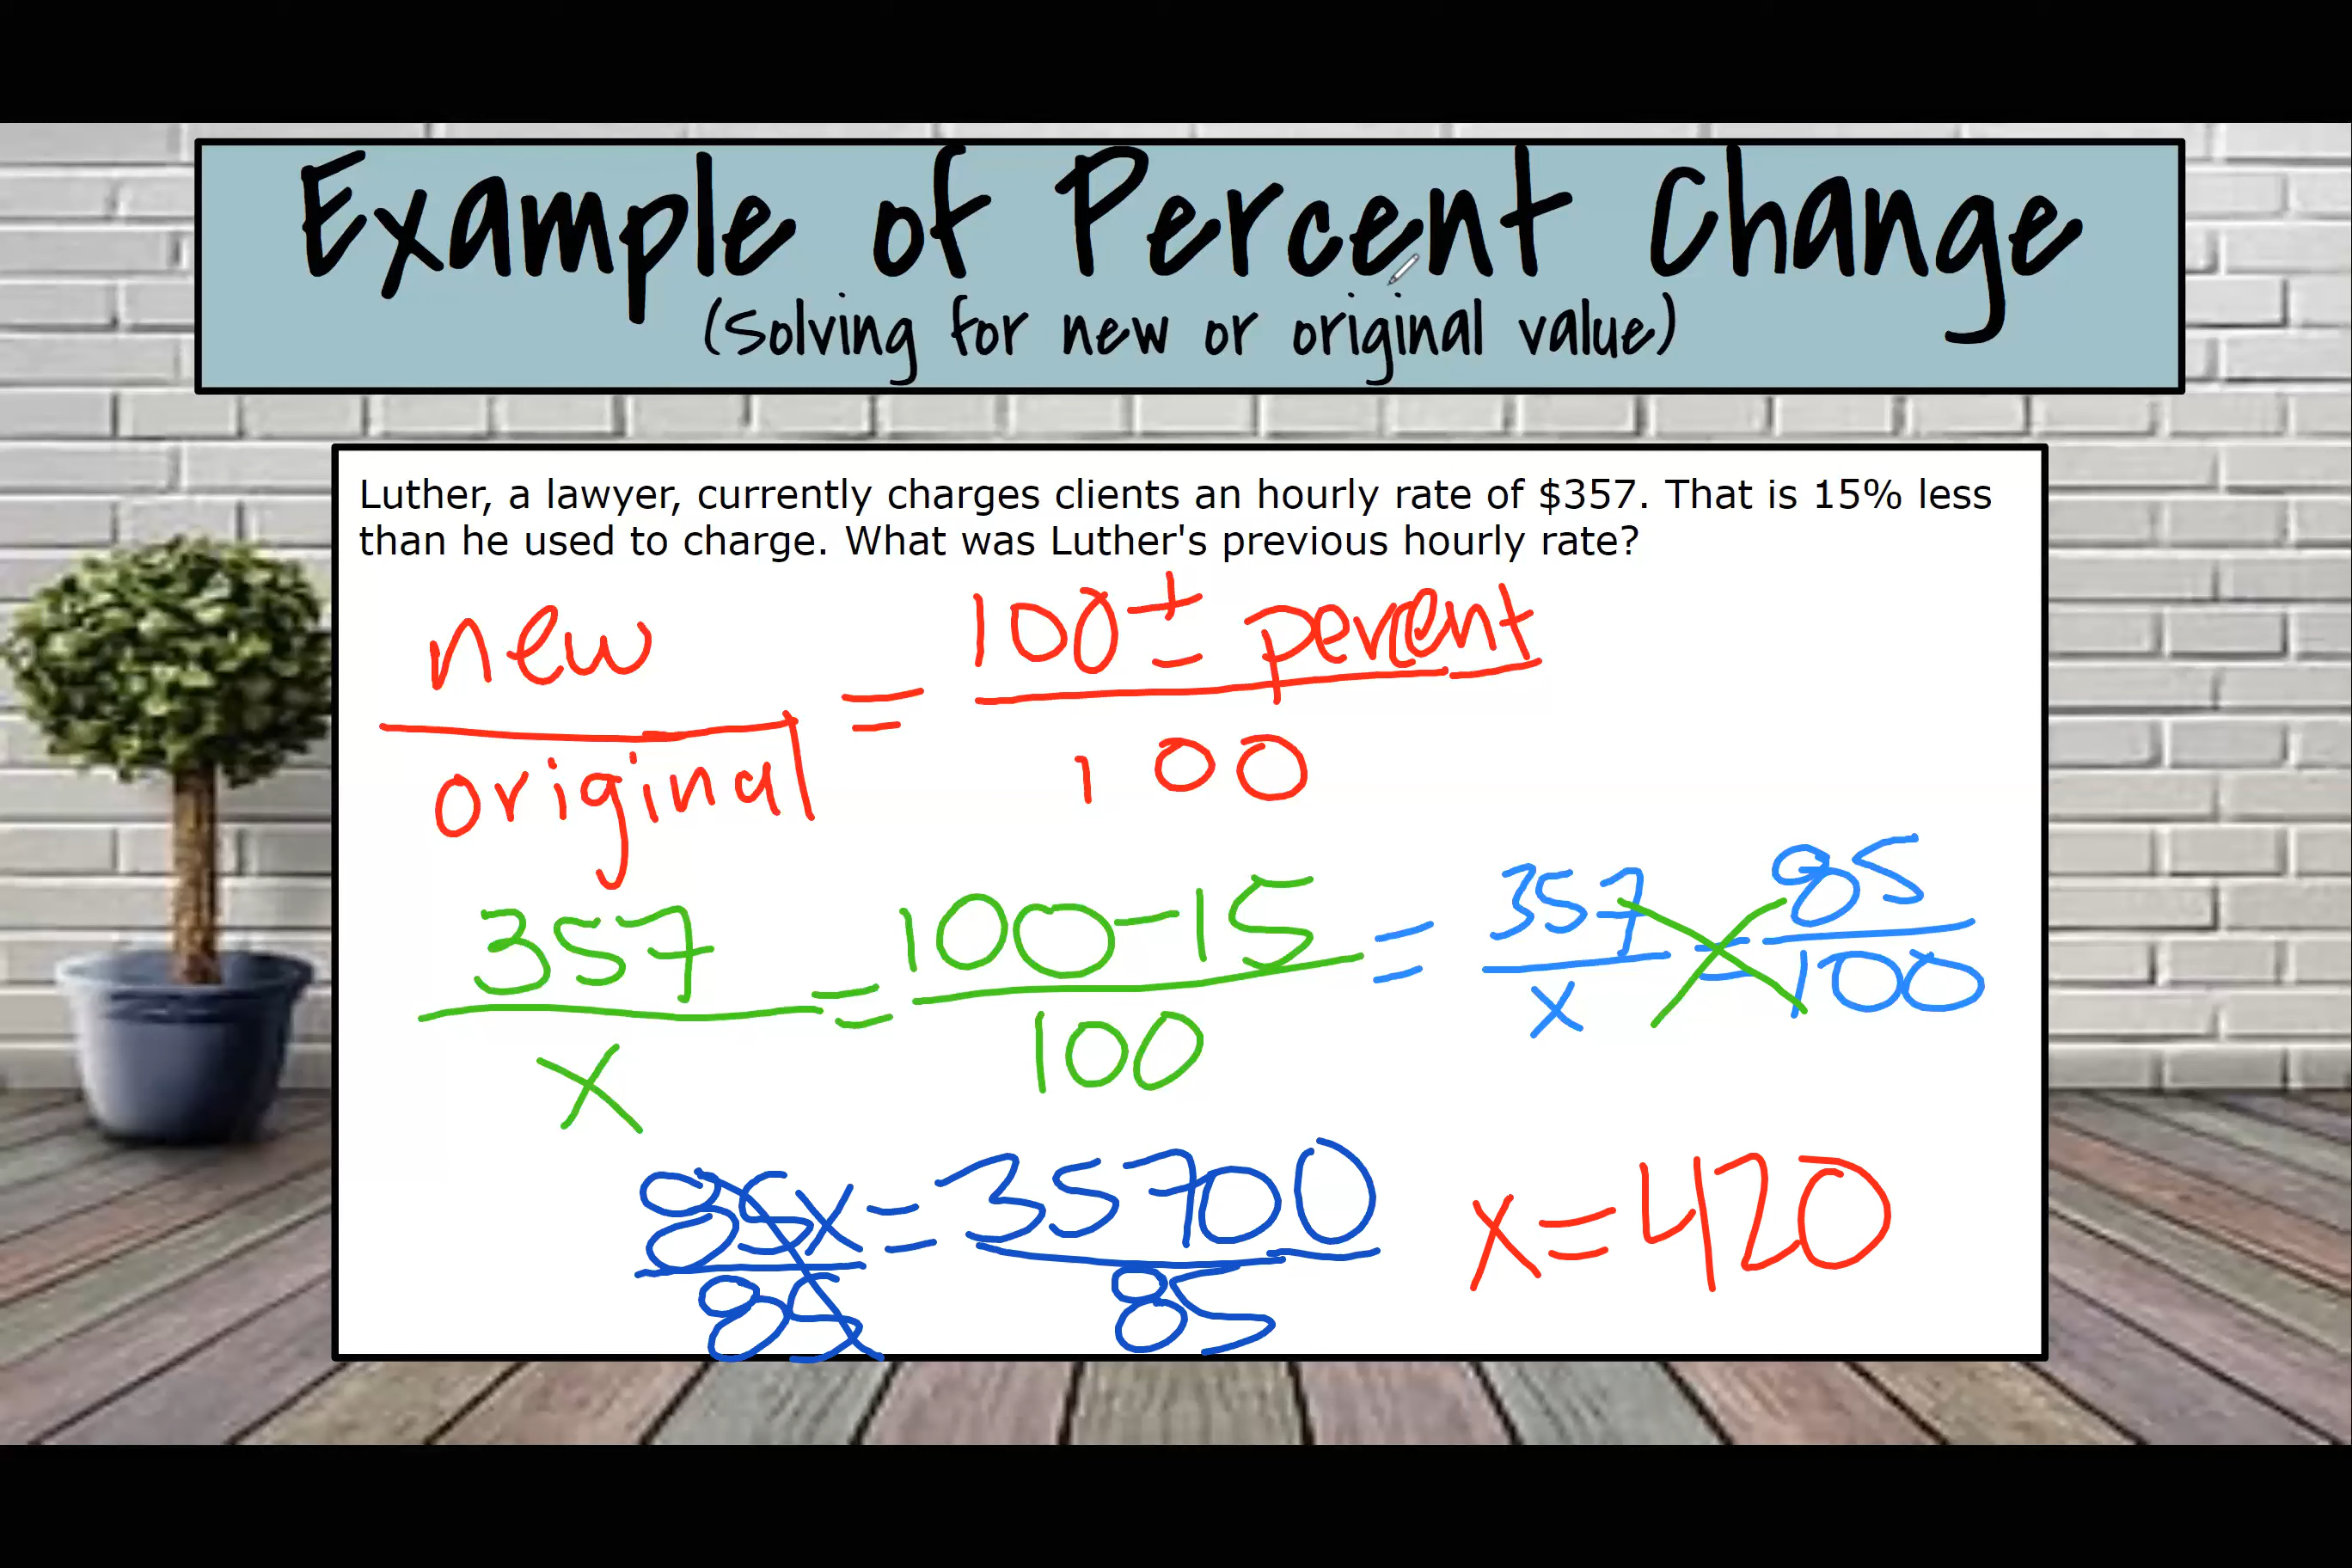 Example of Percent Change
(Solving for new or original value)
Luther, a lawyer, currently charges clients an hourly rate of $357. That is 15% less
than he used to charge. What was Luther's previous hourly rate?
new/original = 100 ± percent/100
357/x = 100-15/100 = 357/x = 85/100
85x/85 = 35700/85 x=420